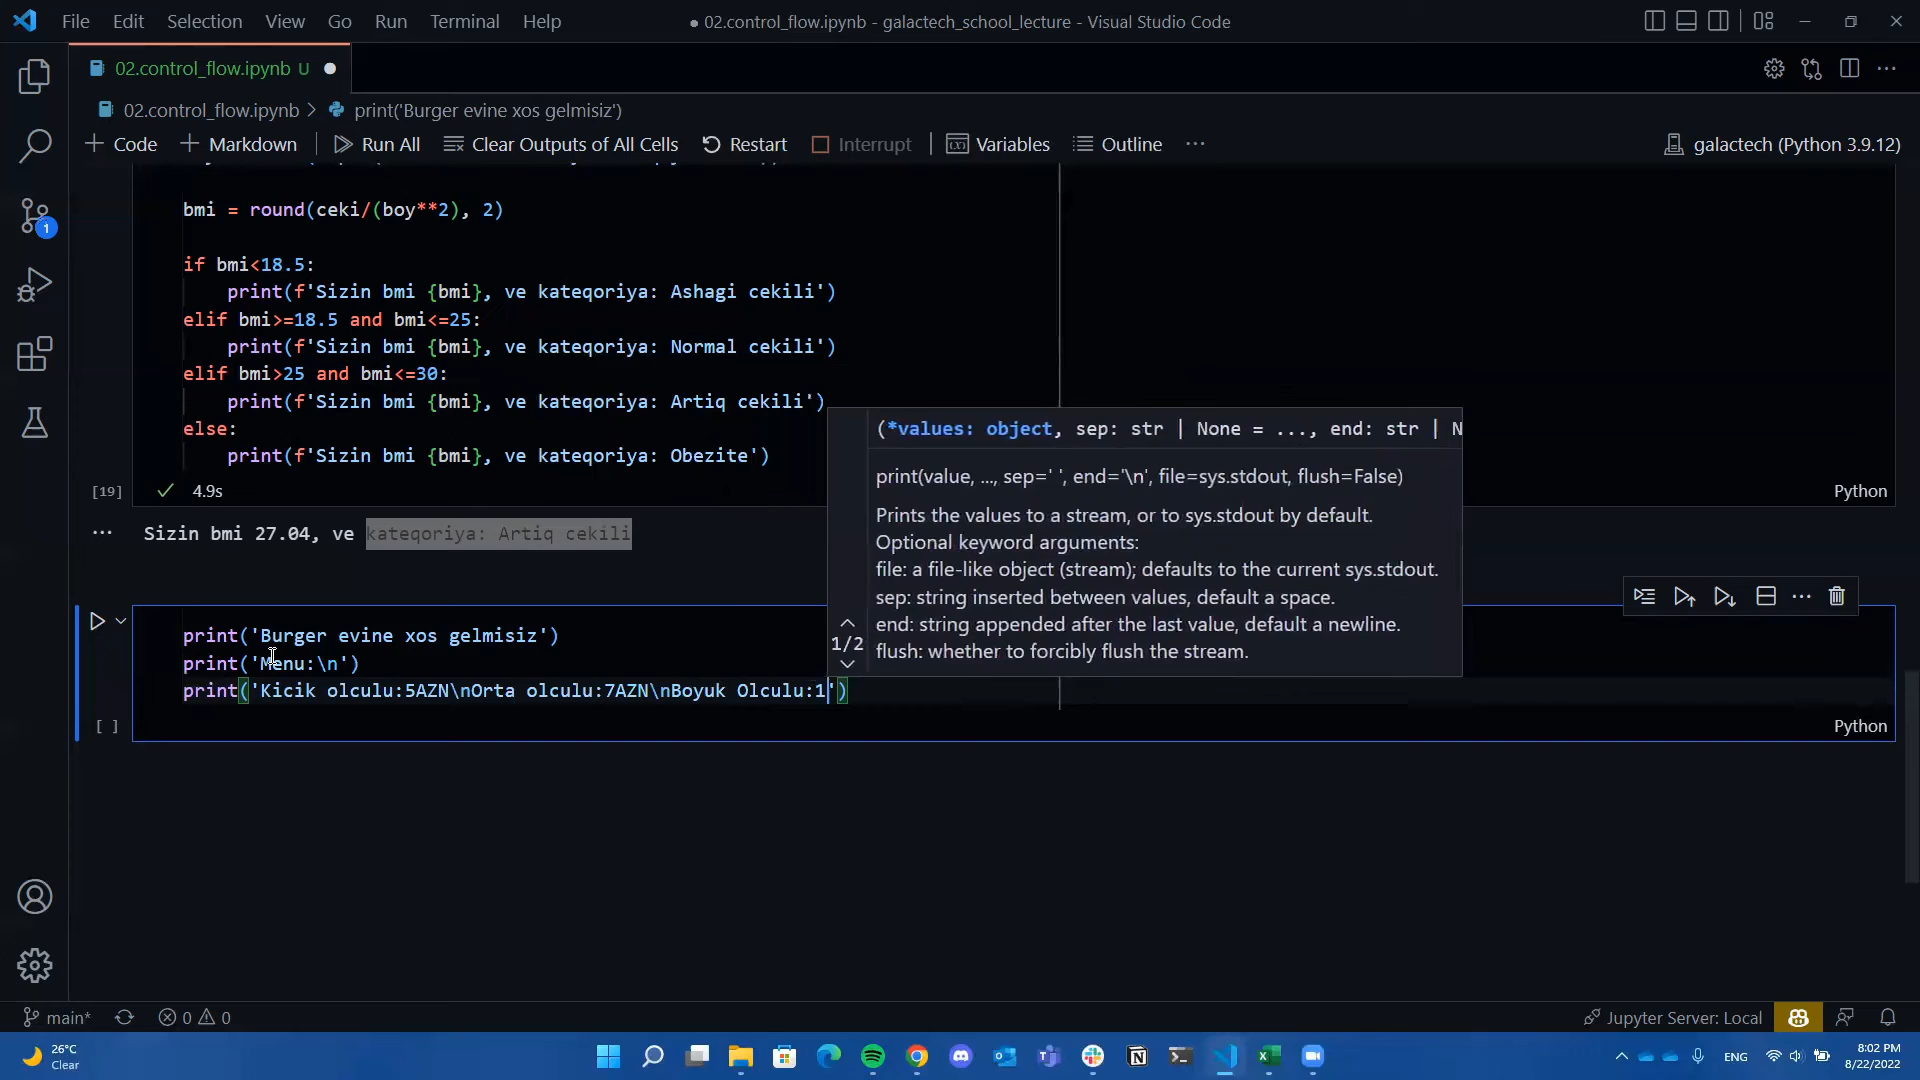 File Edit Selection View Go Run Terminal Help
● 02.control_flow.ipynb - galactech_school_lecture - Visual Studio Code
02.control_flow.ipynb U ●
02.control_flow.ipynb > print('Burger evine xos gelmisiz')
+ Code + Markdown Run All Clear Outputs of All Cells Restart Interrupt Variables Outline ...
galactech (Python 3.9.12)
bmi = round(ceki/(boy**2), 2)
if bmi<18.5:
print(f'Sizin bmi {bmi}, ve kateqoriya: Ashagi cekili')
elif bmi>=18.5 and bmi<=25:
print(f'Sizin bmi {bmi}, ve kateqoriya: Normal cekili')
elif bmi>25 and bmi<=30:
print(f'Sizin bmi {bmi}, ve kateqoriya: Artiq cekili')
else:
print(f'Sizin bmi {bmi}, ve kateqoriya: Obezite')
[19] ✓ 4.9s
Python
... Sizin bmi 27.04, ve kateqoriya: Artiq cekili
(*values: object, sep: str | None = ..., end: str | N
print(value, ..., sep=' ', end='\n', file=sys.stdout, flush=False)
Prints the values to a stream, or to sys.stdout by default.
Optional keyword arguments:
file: a file-like object (stream); defaults to the current sys.stdout.
sep: string inserted between values, default a space.
end: string appended after the last value, default a newline.
flush: whether to forcibly flush the stream.
1/2
print('Burger evine xos gelmisiz')
print('Menu:\n')
print('Kicik olculu:5AZN\nOrta olculu:7AZN\nBoyuk Olculu:1')
[ ]
Python
1
main* 0 0
Jupyter Server: Local
26°C
Clear
ENG
8:02 PM
8/22/2022